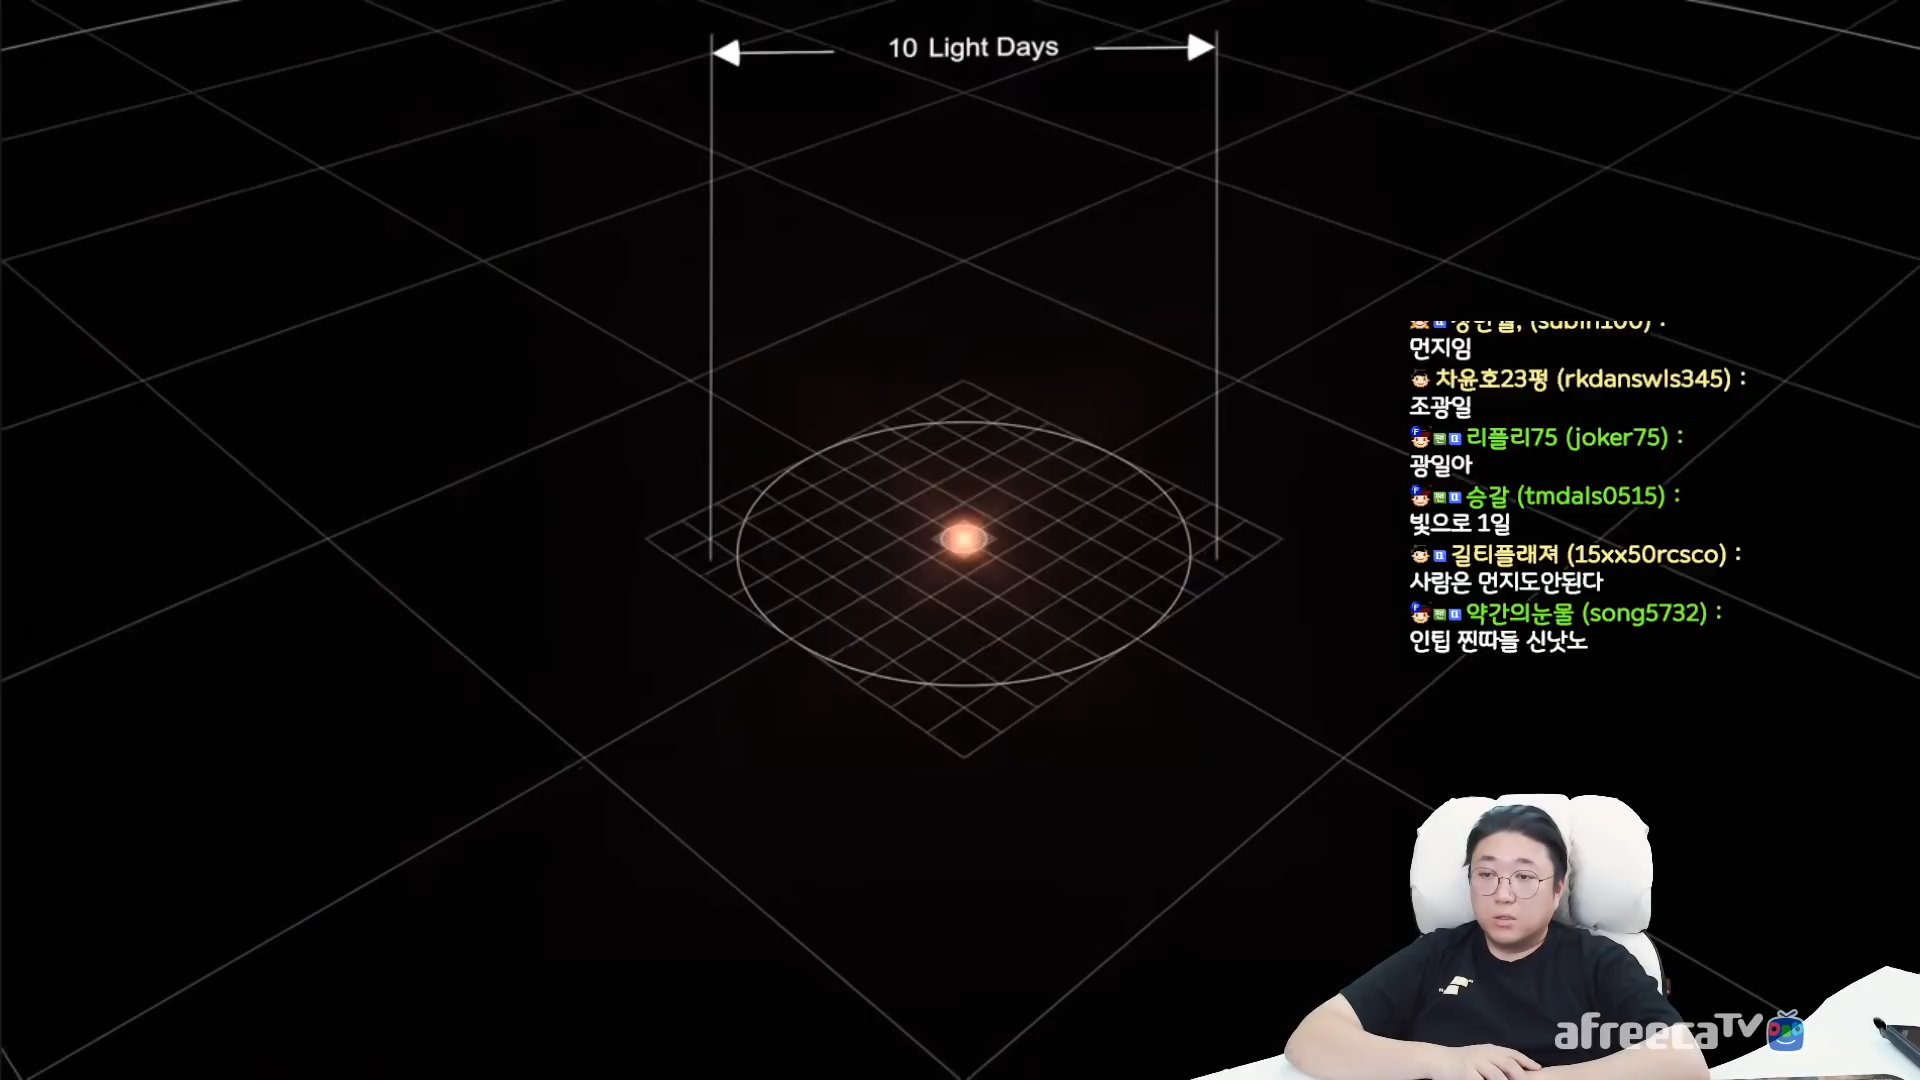 10 Light Days
(subin100) :
먼지임
차윤호23평 (rkdanswls345) :
조광일
리플리75 (joker75) :
광일아
승갈 (tmdals0515) :
빛으로 1일
길티플래져 (15xx50rcsco) :
사람은 먼지도안된다
약간의눈물 (song5732) :
인팁 찐따들 신낫노
afreecaTV